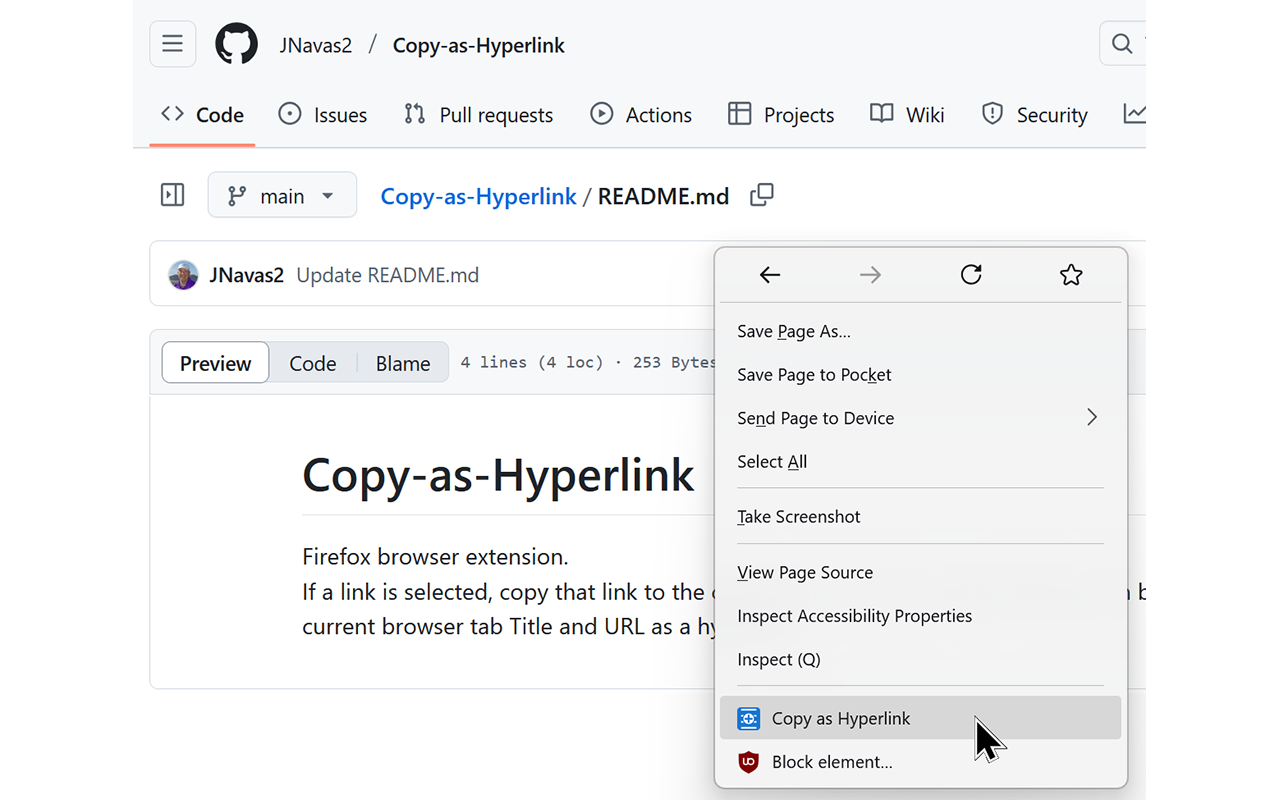 JNavas2 / Copy-as-Hyperlink
Code Issues Pull requests Actions Projects Wiki Security
main Copy-as-Hyperlink / README.md
JNavas2 Update README.md
Preview Code Blame 4 lines (4 loc) · 253 Bytes
Copy-as-Hyperlink
Firefox browser extension.
If a link is selected, copy that link to the
current browser tab Title and URL as a
Save Page As...
Save Page to Pocket
Send Page to Device
Select All
Take Screenshot
View Page Source
Inspect Accessibility Properties
Inspect (Q)
Copy as Hyperlink
Block element...